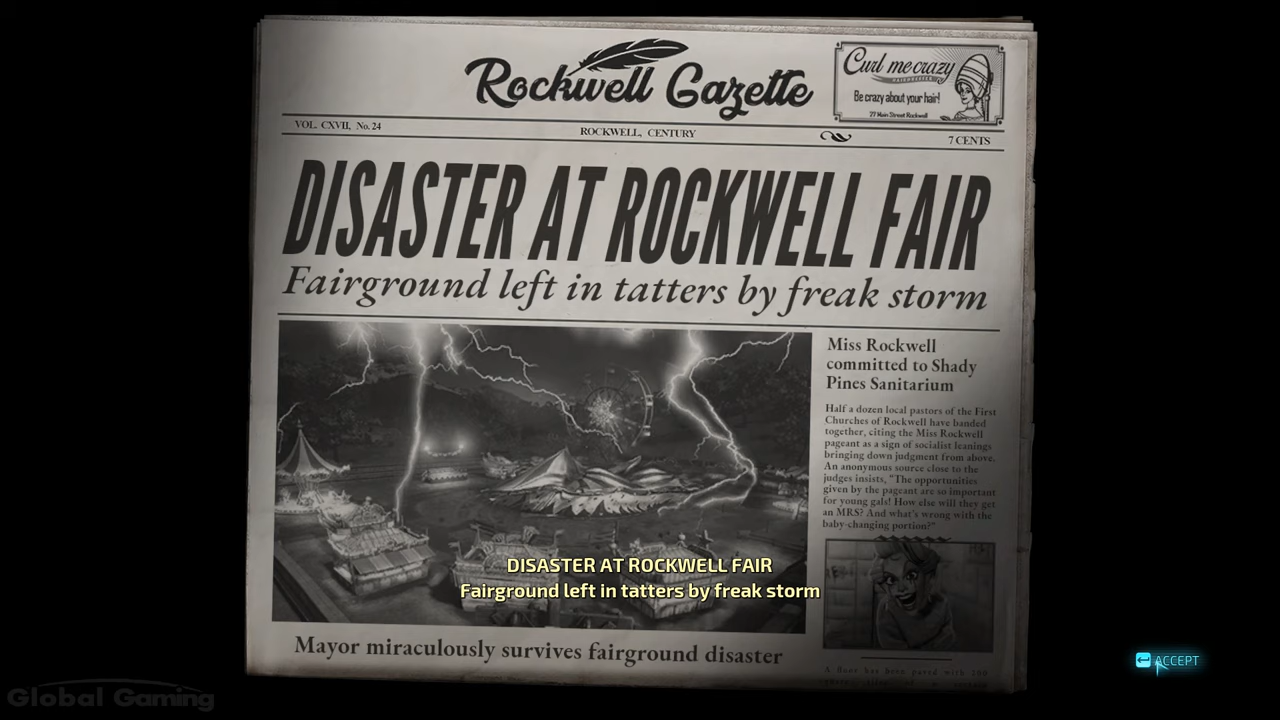 Rockwell Gazette
Curl me crazy
HAIRDRESSER
Be crazy about your hair!
27 Main Street Rockwell
VOL. CXVII, No. 24
ROCKWELL, CENTURY
7 CENTS
DISASTER AT ROCKWELL FAIR
Fairground left in tatters by freak storm
Miss Rockwell
committed to Shady
Pines Sanitarium
Half a dozen local pastors of the First
Churches of Rockwell have banded
together, citing the Miss Rockwell
pageant as a sign of socialist leanings
bringing down judgment from above.
An anonymous source close to the
judges insists, "The opportunities
given by the pageant are so important
for young gals! How else will they get
an MRS? And what's wrong with the
baby-changing portion?"
DISASTER AT ROCKWELL FAIR
Fairground left in tatters by freak storm
Mayor miraculously survives fairground disaster
ACCEPT
Global Gaming